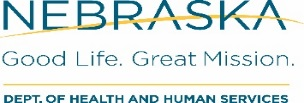 NEBRASKA
Good Life. Great Mission.
DEPT. OF HEALTH AND HUMAN SERVICES